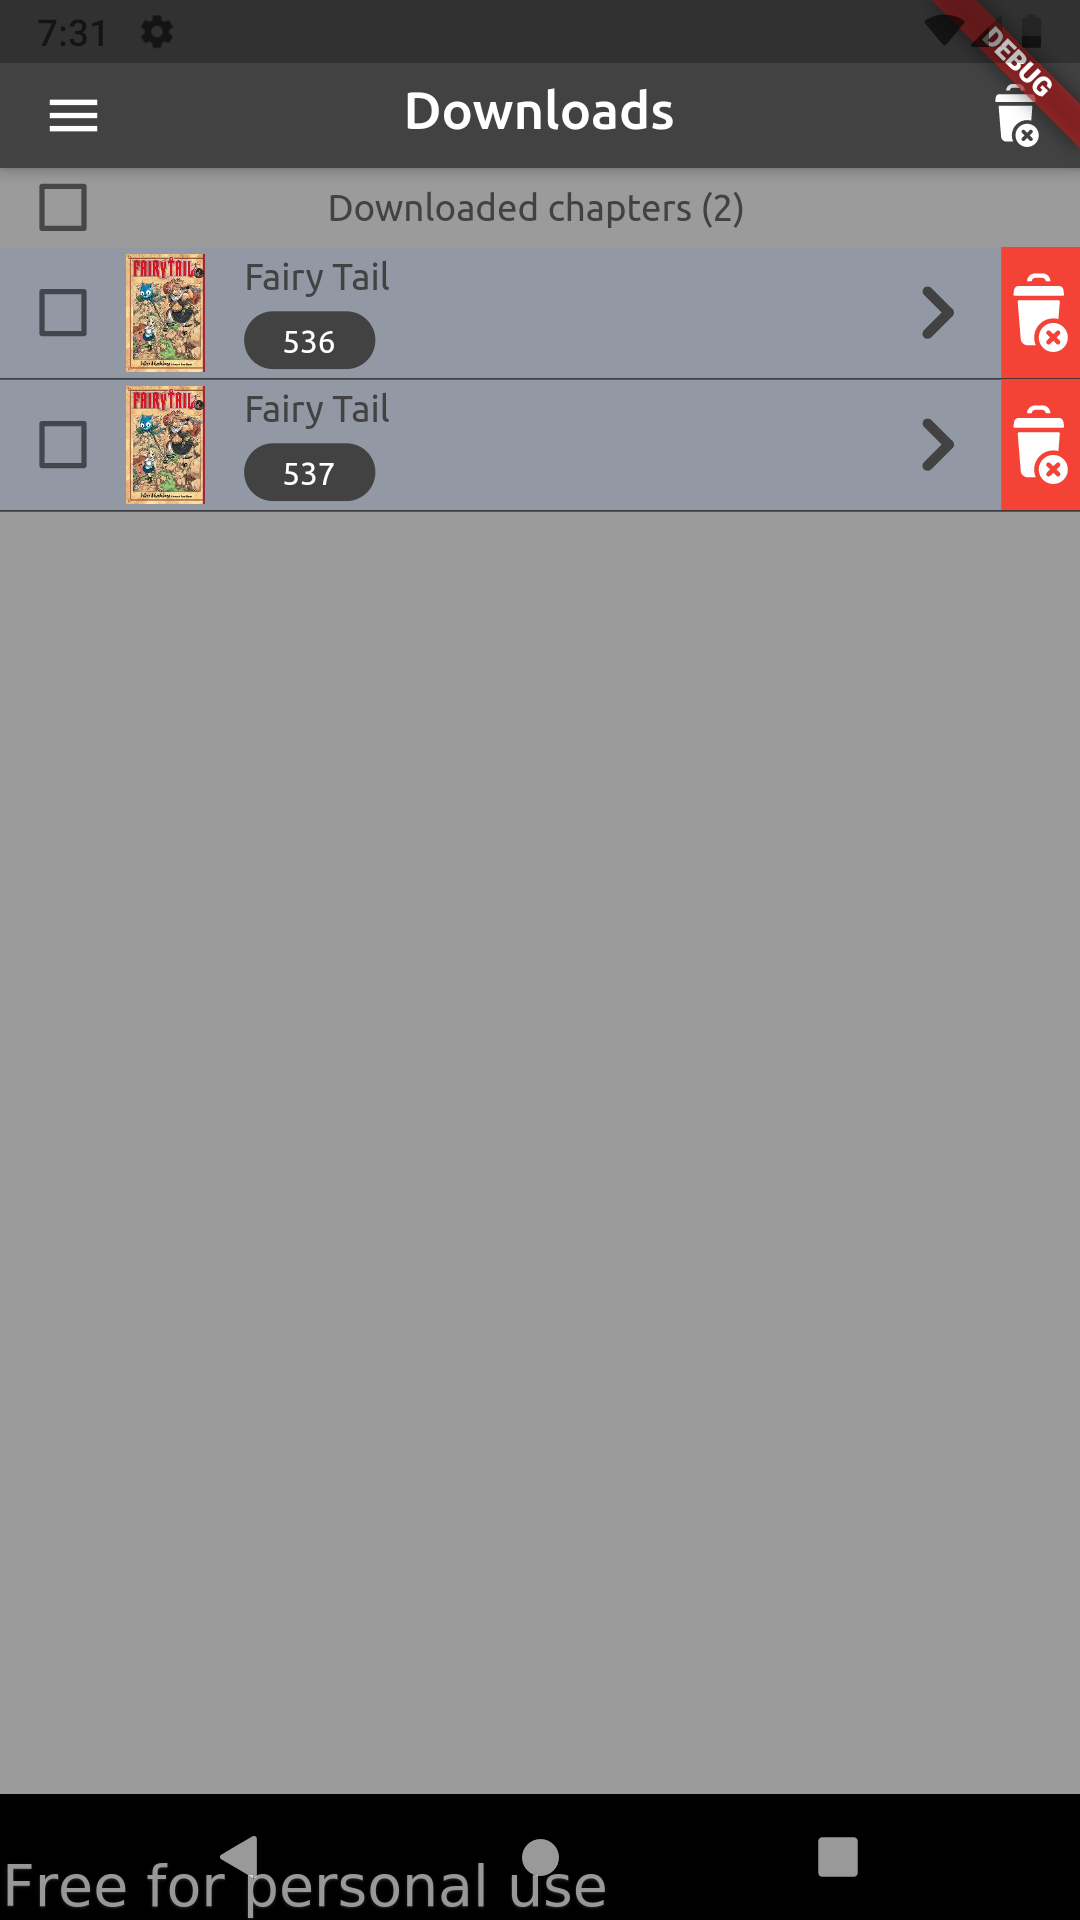 7:31
DEBUG
Downloads
Downloaded chapters (2)
FAIRY TAIL
Fairy Tail
536
FAIRY TAIL
Fairy Tail
537
Free for personal use